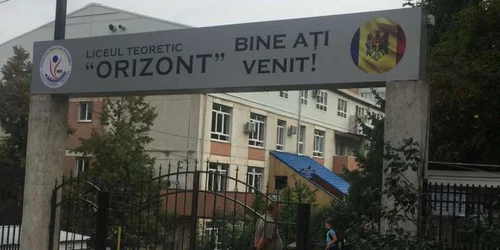 LICEUL TEORETIC
"ORIZONT"
BINE AȚI
VENIT!